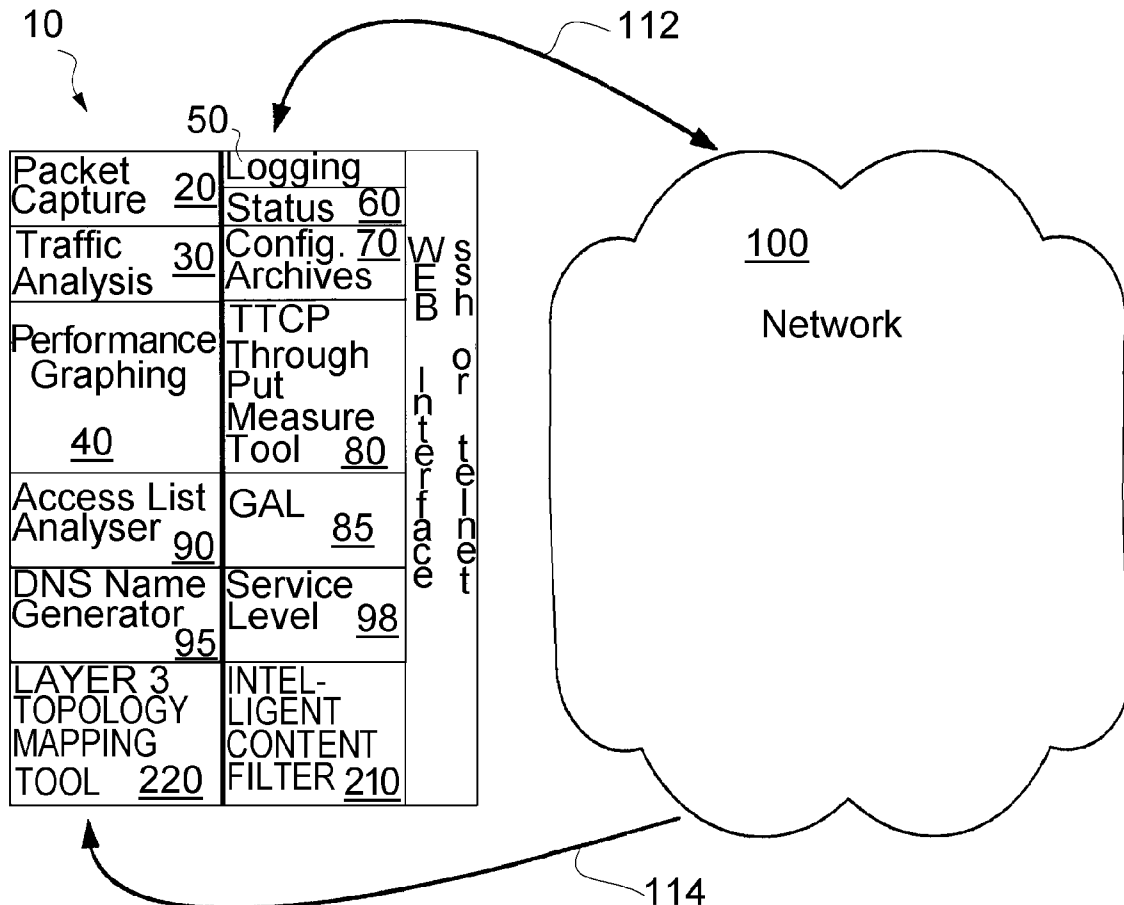 10
112
50
Packet
Capture 20
Traffic
Analysis 30
Performance
Graphing
40
Access List
Analyser 90
DNS Name
Generator
95
LAYER 3
TOPOLOGY
MAPPING
TOOL 220
Logging
Status 60
Config. 70
Archives
TTCP
Through
Put
Measure
Tool 80
GAL
85
Service
Level 98
INTEL-
LIGENT
CONTENT
FILTER 210
WEB Interface
ssh or telnet
100
Network
114